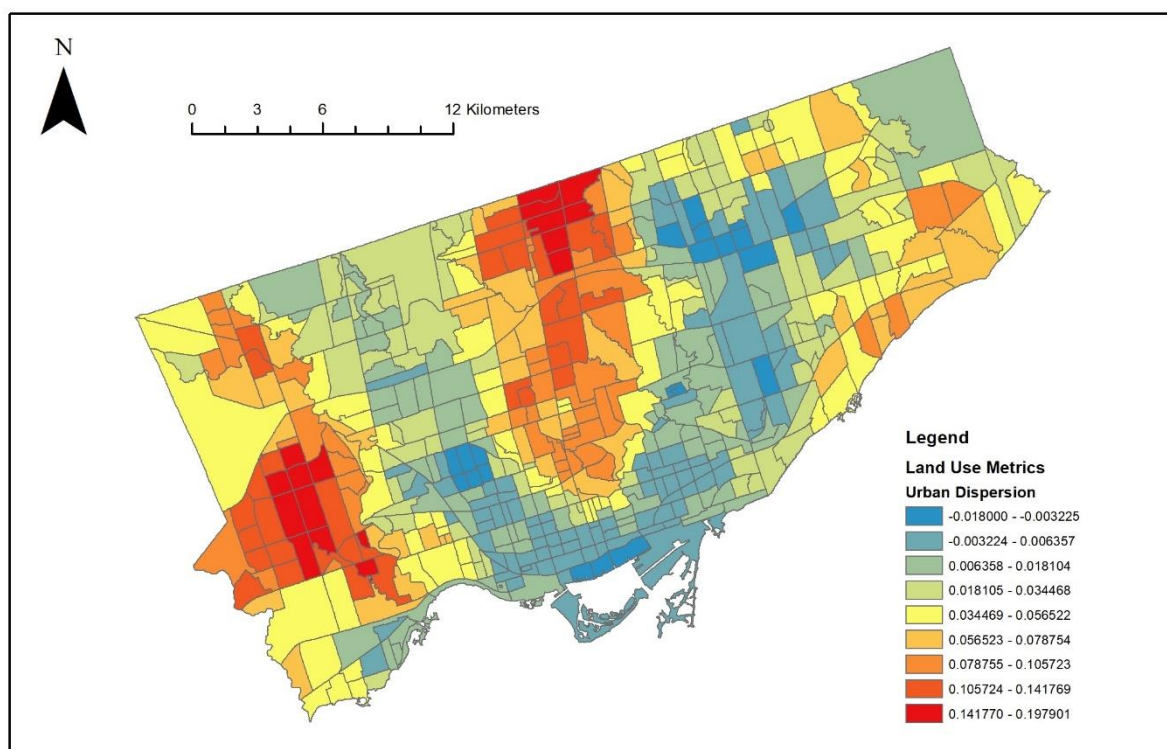 N
0 3 6 12 Kilometers
Legend
Land Use Metrics
Urban Dispersion
-0.018000 - -0.003225
-0.003224 - 0.006357
0.006358 - 0.018104
0.018105 - 0.034468
0.034469 - 0.056522
0.056523 - 0.078754
0.078755 - 0.105723
0.105724 - 0.141769
0.141770 - 0.197901